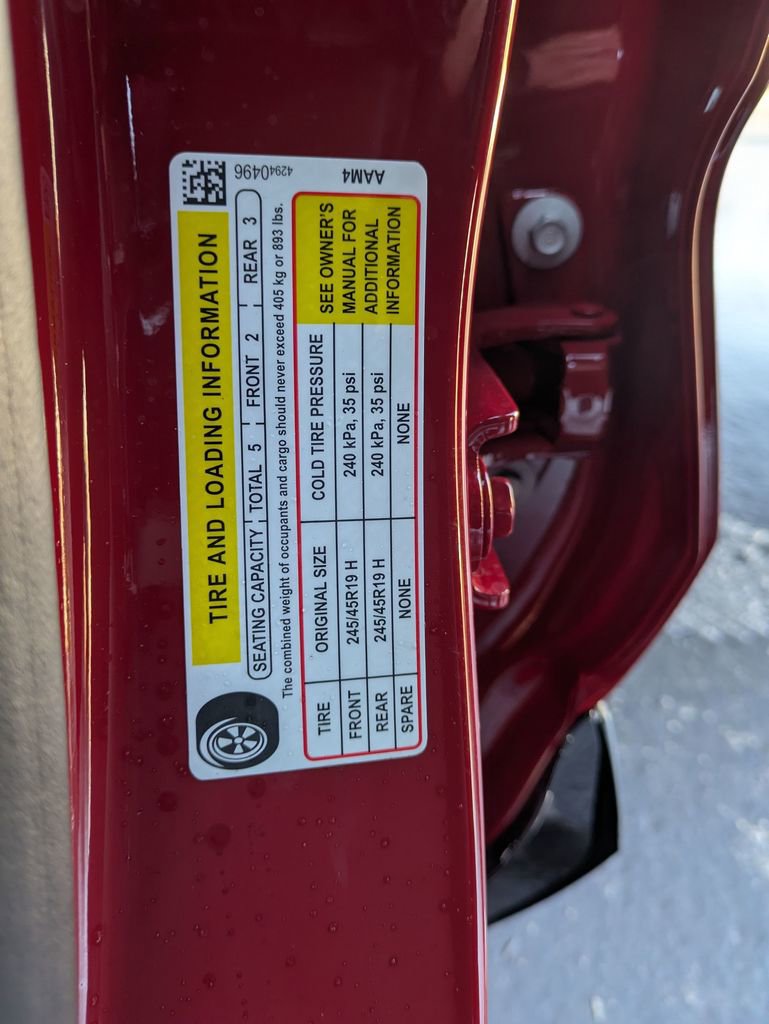 42940496
AAM4
TIRE AND LOADING INFORMATION
SEATING CAPACITY TOTAL 5 FRONT 2 REAR 3
The combined weight of occupants and cargo should never exceed 405 kg or 893 lbs.
TIRE ORIGINAL SIZE COLD TIRE PRESSURE
FRONT 245/45R19 H 240 kPa, 35 psi
REAR 245/45R19 H 240 kPa, 35 psi
SPARE NONE NONE
SEE OWNER'S
MANUAL FOR
ADDITIONAL
INFORMATION